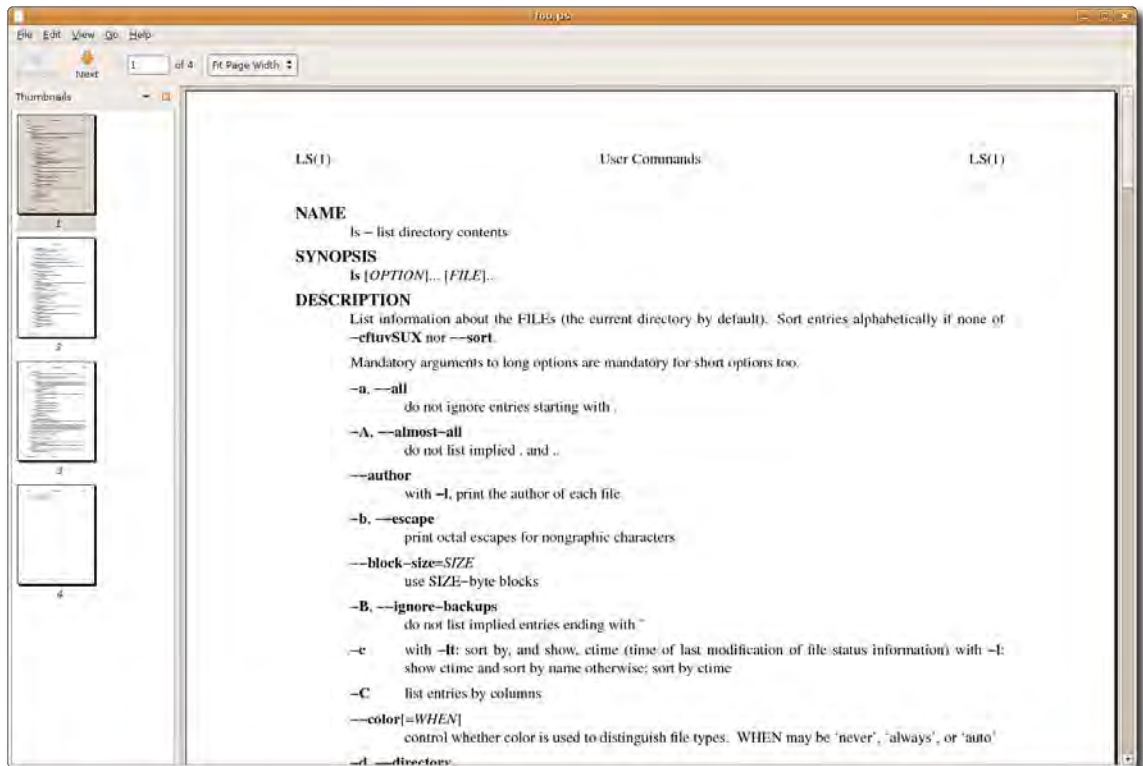 foo.ps
File Edit View Go Help
Next
1 of 4 Fit Page Width
Thumbnails
1
2
3
4
LS(1) User Commands LS(1)
NAME
ls – list directory contents
SYNOPSIS
ls [OPTION]... [FILE]...
DESCRIPTION
List information about the FILEs (the current directory by default). Sort entries alphabetically if none of
–cftuvSUX nor ––sort.
Mandatory arguments to long options are mandatory for short options too.
–a, ––all
do not ignore entries starting with .
–A, ––almost–all
do not list implied . and ..
––author
with –l, print the author of each file
–b, ––escape
print octal escapes for nongraphic characters
––block–size=SIZE
use SIZE–byte blocks
–B, ––ignore–backups
do not list implied entries ending with ~
–c with –lt: sort by, and show, ctime (time of last modification of file status information) with –l:
show ctime and sort by name otherwise: sort by ctime
–C list entries by columns
––color[=WHEN]
control whether color is used to distinguish file types. WHEN may be ‘never’, ‘always’, or ‘auto’
–d, ––directory